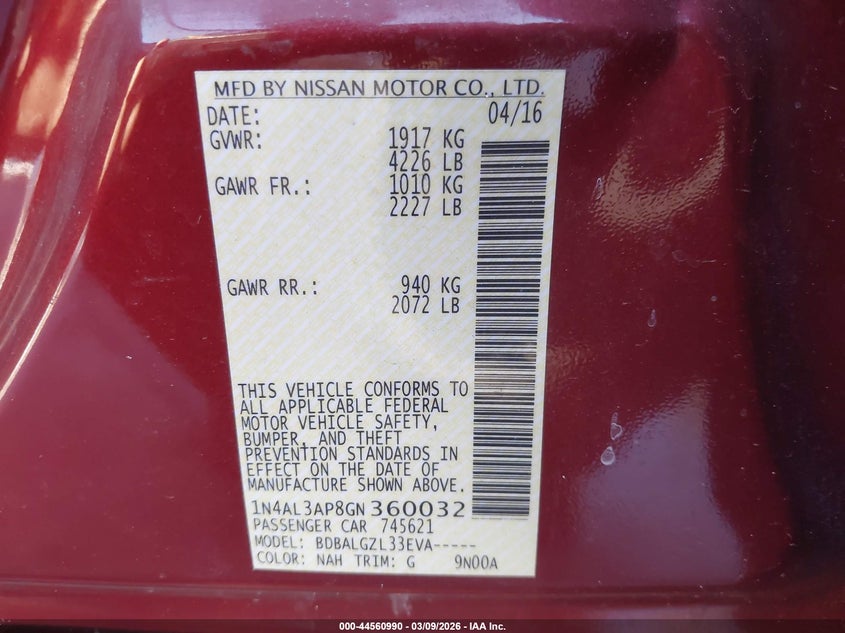 MFD BY NISSAN MOTOR CO., LTD.
DATE: 04/16
GVWR: 1917 KG
4226 LB
GAWR FR.: 1010 KG
2227 LB
GAWR RR.: 940 KG
2072 LB
THIS VEHICLE CONFORMS TO
ALL APPLICABLE FEDERAL
MOTOR VEHICLE SAFETY,
BUMPER, AND THEFT
PREVENTION STANDARDS IN
EFFECT ON THE DATE OF
MANUFACTURE SHOWN ABOVE.
1N4AL3AP8GN360032
PASSENGER CAR 745621
MODEL: BDBALGZL33EVA-----
COLOR: NAH TRIM: G 9N00A
000-44560990 — 03/09/2026 - IAA Inc.